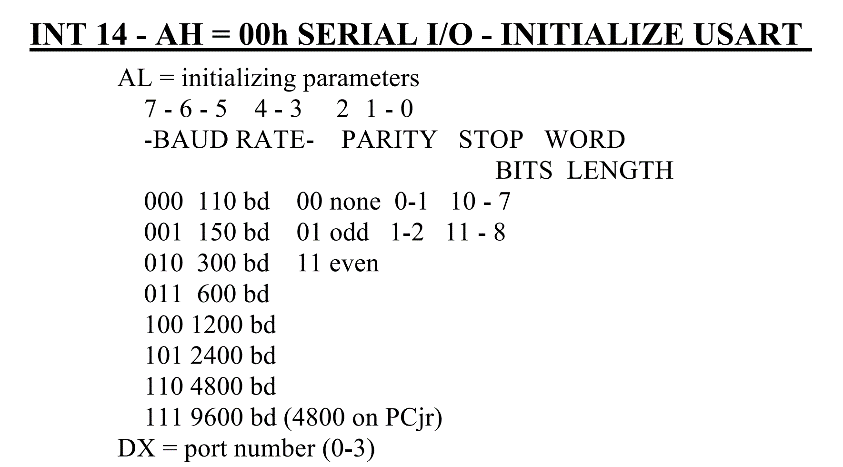 INT 14 - AH = 00h SERIAL I/O - INITIALIZE USART
AL = initializing parameters
7 - 6 - 5 4 - 3 2 1 - 0
-BAUD RATE- PARITY STOP WORD
BITS LENGTH
000 110 bd 00 none 0-1 10 - 7
001 150 bd 01 odd 1-2 11 - 8
010 300 bd 11 even
011 600 bd
100 1200 bd
101 2400 bd
110 4800 bd
111 9600 bd (4800 on PCjr)
DX = port number (0-3)